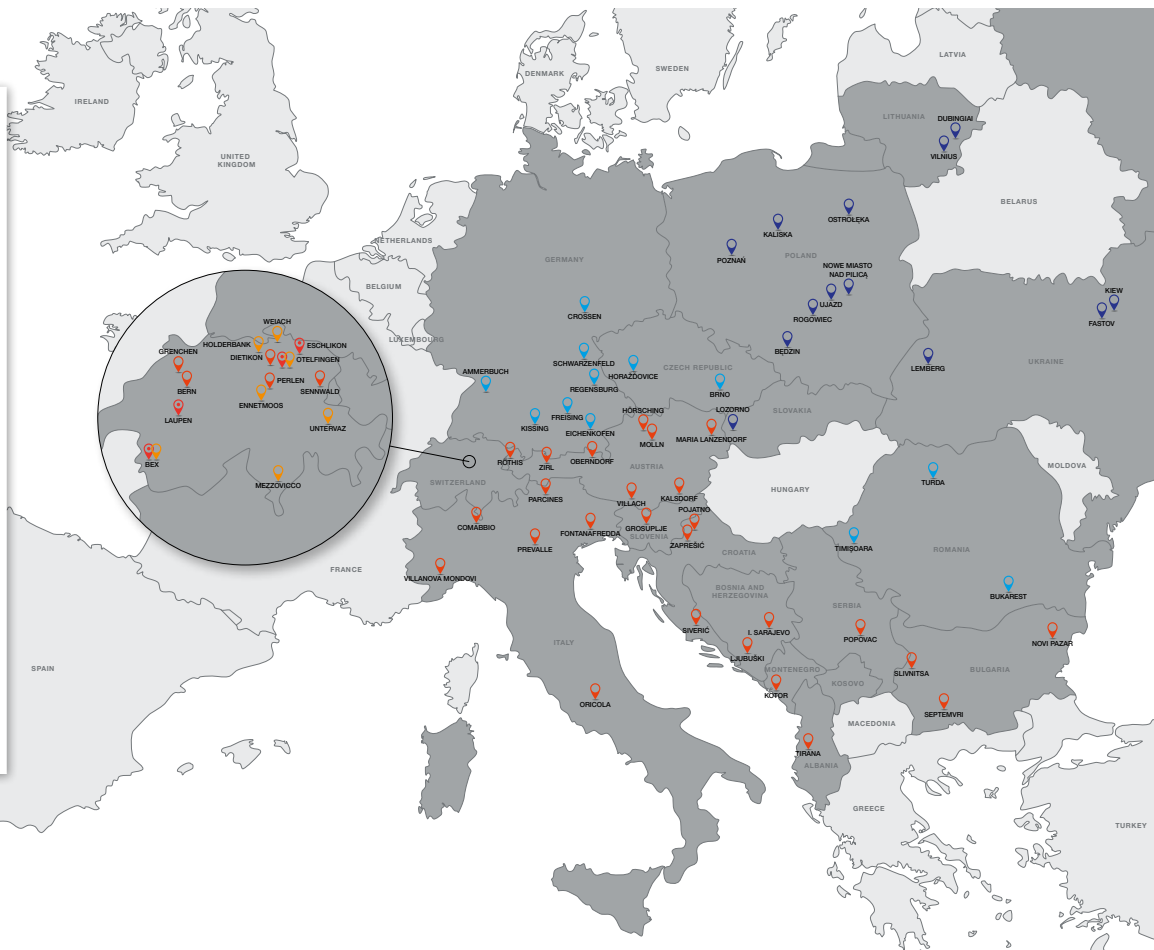 LATVIA
SWEDEN
DENMARK
IRELAND
LITHUANIA
DUBINGIAI
VILNIUS
UNITED
KINGDOM
BELARUS
OSTROŁĘKA
KALISKA
NETHERLANDS
POZNAŃ
POLAND
GERMANY
NOWE MIASTO
NAD PILICĄ
BELGIUM
KIEW
UJAZD
CROSSEN
ROGOWIEC
FASTOV
WEIACH
LUXEMBOURG
HOLDERBANK
ESCHLIKON
GRENCHEN
DIETIKON
OTELFINGEN
BĘDZIN
UKRAINE
SCHWARZENFELD
CZECH REPUBLIC
LEMBERG
AMMERBUCH
HORAŽDOVICE
PERLEN
BERN
SENNWALD
REGENSBURG
BRNO
ENNETMOOS
LOZORNO
SLOVAKIA
HÖRSCHING
FREISING
LAUPEN
KISSING
UNTERVAZ
EICHENKOFEN
MARIA LANZENDORF
MOLLN
BEX
RÖTHIS
ZIRL
OBERNDORF
AUSTRIA
MOLDOVA
SWITZERLAND
TURDA
MEZZOVICCO
HUNGARY
PARCINES
VILLACH
KALSDORF
POJATNO
COMABBIO
FONTANAFREDDA
GROSUPLJE
SLOVENIA
PREVALLE
ZAPREŠIĆ
TIMIȘOARA
ROMANIA
CROATIA
FRANCE
VILLANOVA MONDOVI
BOSNIA AND
HERZEGOVINA
BUKAREST
SERBIA
SIVERIĆ
I. SARAJEVO
POPOVAC
ITALY
NOVI PAZAR
LJUBUŠKI
SPAIN
MONTENEGRO
SLIVNITSA
BULGARIA
KOSOVO
KOTOR
ORICOLA
SEPTEMVRI
MACEDONIA
TIRANA
ALBANIA
GREECE
TURKEY